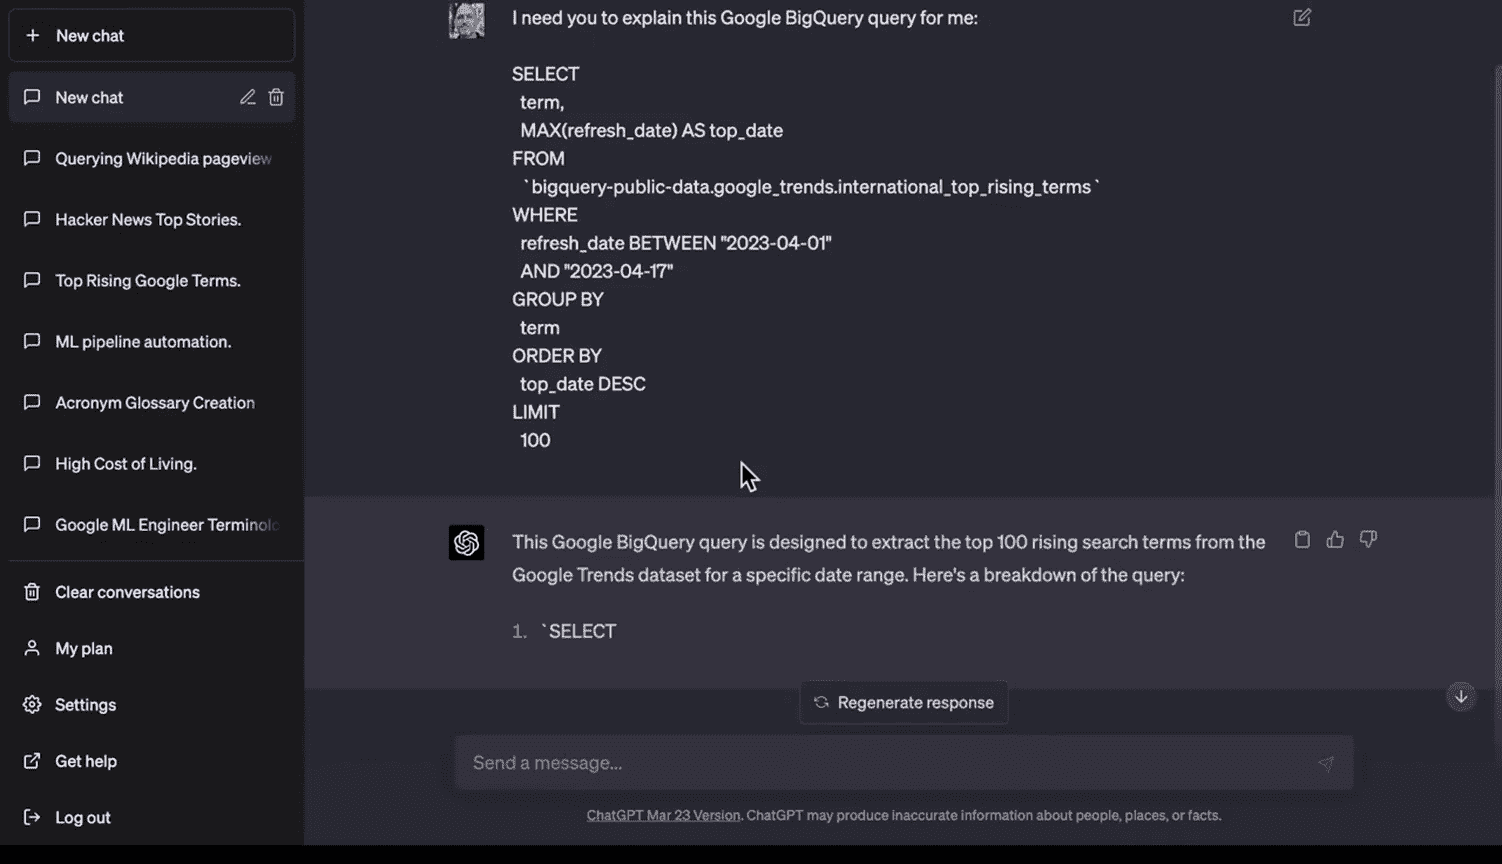 New chat
New chat
Querying Wikipedia pageview
Hacker News Top Stories.
Top Rising Google Terms.
ML pipeline automation.
Acronym Glossary Creation
High Cost of Living.
Google ML Engineer Terminolo
Clear conversations
My plan
Settings
Get help
Log out
I need you to explain this Google BigQuery query for me:
SELECT
term,
MAX(refresh_date) AS top_date
FROM
`bigquery-public-data.google_trends.international_top_rising_terms`
WHERE
refresh_date BETWEEN "2023-04-01"
AND "2023-04-17"
GROUP BY
term
ORDER BY
top_date DESC
LIMIT
100
This Google BigQuery query is designed to extract the top 100 rising search terms from the
Google Trends dataset for a specific date range. Here's a breakdown of the query:
1. `SELECT
Regenerate response
Send a message...
ChatGPT Mar 23 Version. ChatGPT may produce inaccurate information about people, places, or facts.